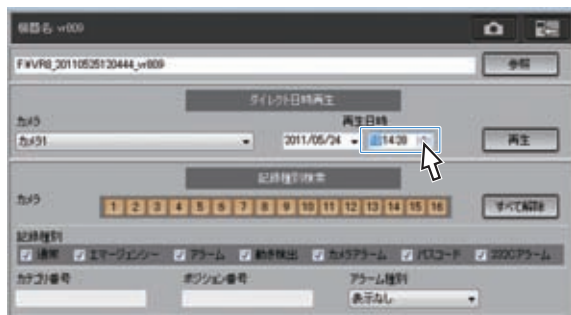 機器名 vr809
F:¥VR8_20110525120444_vr809 参照
ダイレクト日時再生
カメラ 再生日時
カメラ1 2011/05/24 14:28 再生
記録種別検索
カメラ 1 2 3 4 5 6 7 8 9 10 11 12 13 14 15 16 すべて解除
記録種別
通常 エマージェンシー アラーム 動き検出 カメラアラーム パスコード 232Cアラーム
カテゴリ番号 ポジション番号 アラーム種別
表示なし